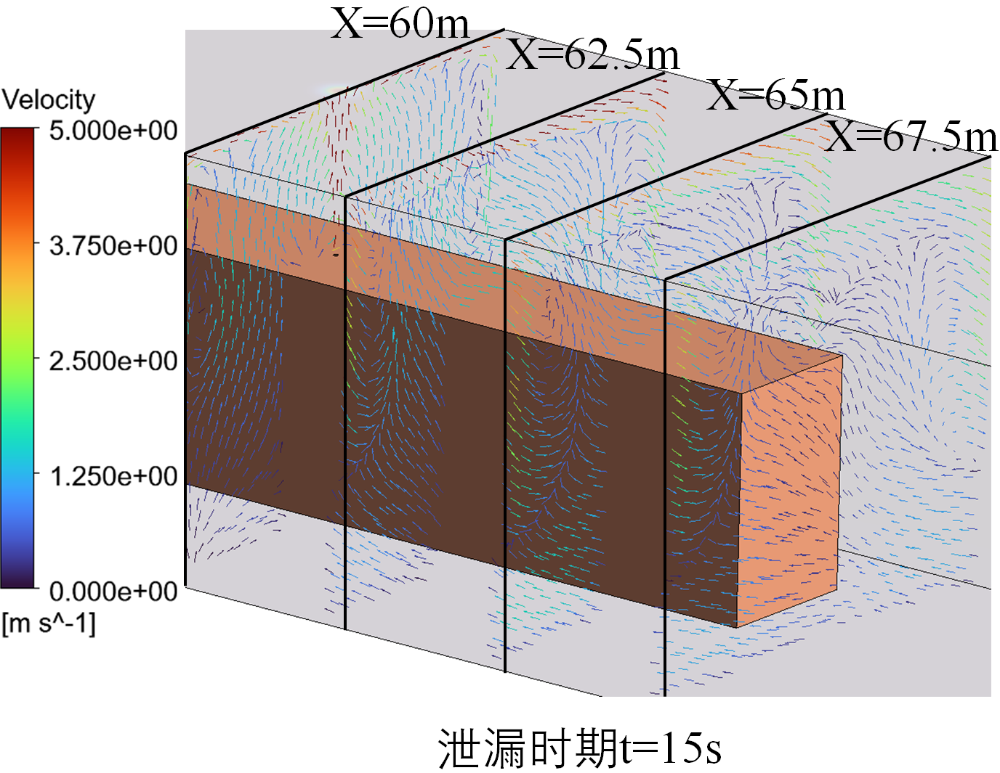 X=60m
X=62.5m
X=65m
X=67.5m
Velocity
5.000e+00
3.750e+00
2.500e+00
1.250e+00
0.000e+00
[m s^-1]
泄漏时期t=15s